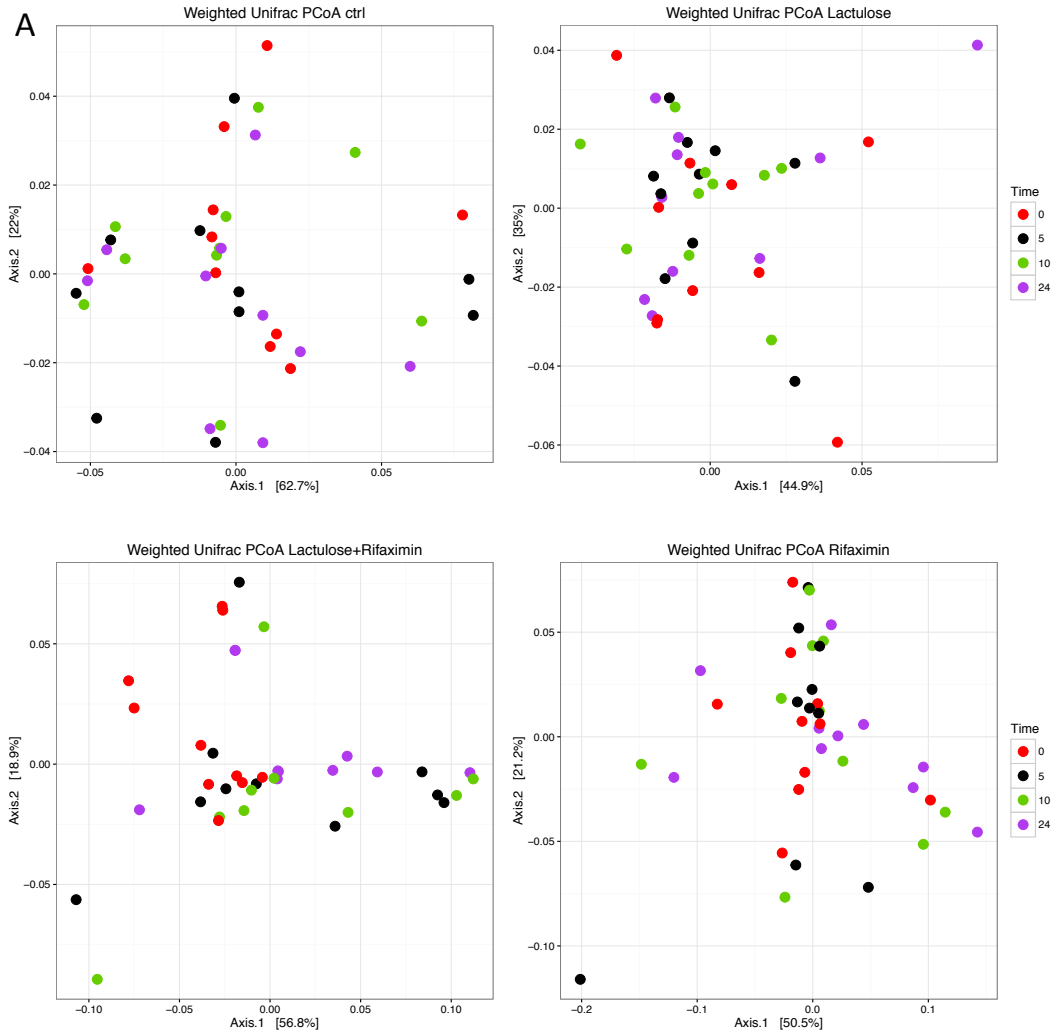 A
Weighted Unifrac PCoA ctrl
0.04
0.02
0.00
−0.02
−0.04
Axis.2 [22%]
−0.05
0.00
0.05
Axis.1 [62.7%]
Weighted Unifrac PCoA Lactulose
0.04
0.02
0.00
−0.02
−0.04
−0.06
Axis.2 [35%]
0.00
0.05
Axis.1 [44.9%]
Time
0
5
10
24
Weighted Unifrac PCoA Lactulose+Rifaximin
0.05
0.00
−0.05
Axis.2 [18.9%]
−0.10
−0.05
0.00
0.05
0.10
Axis.1 [56.8%]
Weighted Unifrac PCoA Rifaximin
0.05
0.00
−0.05
−0.10
Axis.2 [21.2%]
−0.2
−0.1
0.0
0.1
Axis.1 [50.5%]
Time
0
5
10
24